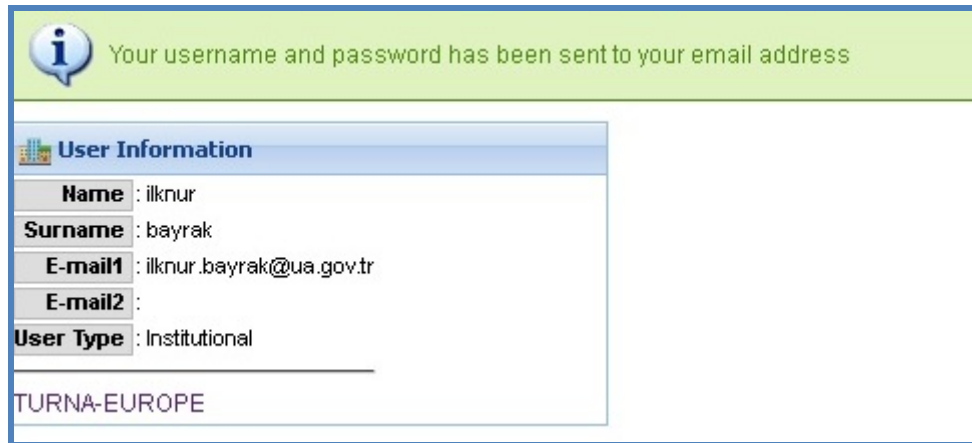 Your username and password has been sent to your email address
User Information
Name : ilknur
Surname : bayrak
E-mail1 : ilknur.bayrak@ua.gov.tr
E-mail2 :
User Type : Institutional
TURNA-EUROPE